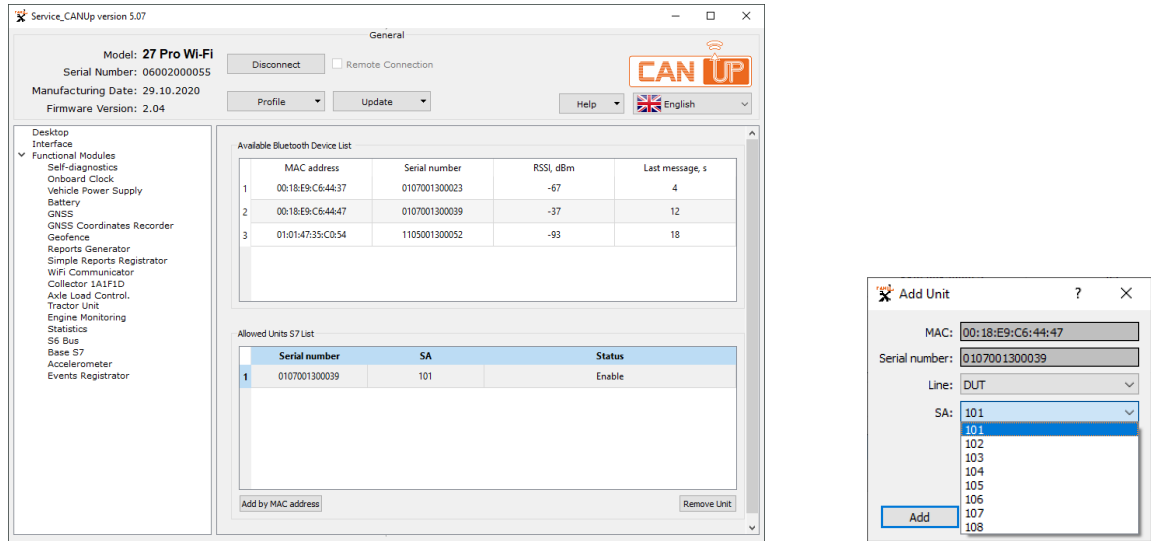 Service_CANUp version 5.07
General
Model: 27 Pro Wi-Fi
Serial Number: 06002000055
Manufacturing Date: 29.10.2020
Firmware Version: 2.04
Disconnect
Remote Connection
Profile
Update
Help
English
CAN UP
Desktop
Interface
Functional Modules
Self-diagnostics
Onboard Clock
Vehicle Power Supply
Battery
GNSS
GNSS Coordinates Recorder
Geofence
Reports Generator
Simple Reports Registrator
WiFi Communicator
Collector 1A1F1D
Axle Load Control.
Tractor Unit
Engine Monitoring
Statistics
S6 Bus
Base S7
Accelerometer
Events Registrator
Available Bluetooth Device List
MAC address Serial number RSSI, dBm Last message, s
1 00:18:E9:C6:44:37 0107001300023 -67 4
2 00:18:E9:C6:44:47 0107001300039 -37 12
3 01:01:47:35:C0:54 1105001300052 -93 18
Allowed Units S7 List
Serial number SA Status
1 0107001300039 101 Enable
Add by MAC address
Remove Unit
Add Unit ?
MAC: 00:18:E9:C6:44:47
Serial number: 0107001300039
Line: DUT
SA: 101
101
102
103
104
105
106
107
108
Add